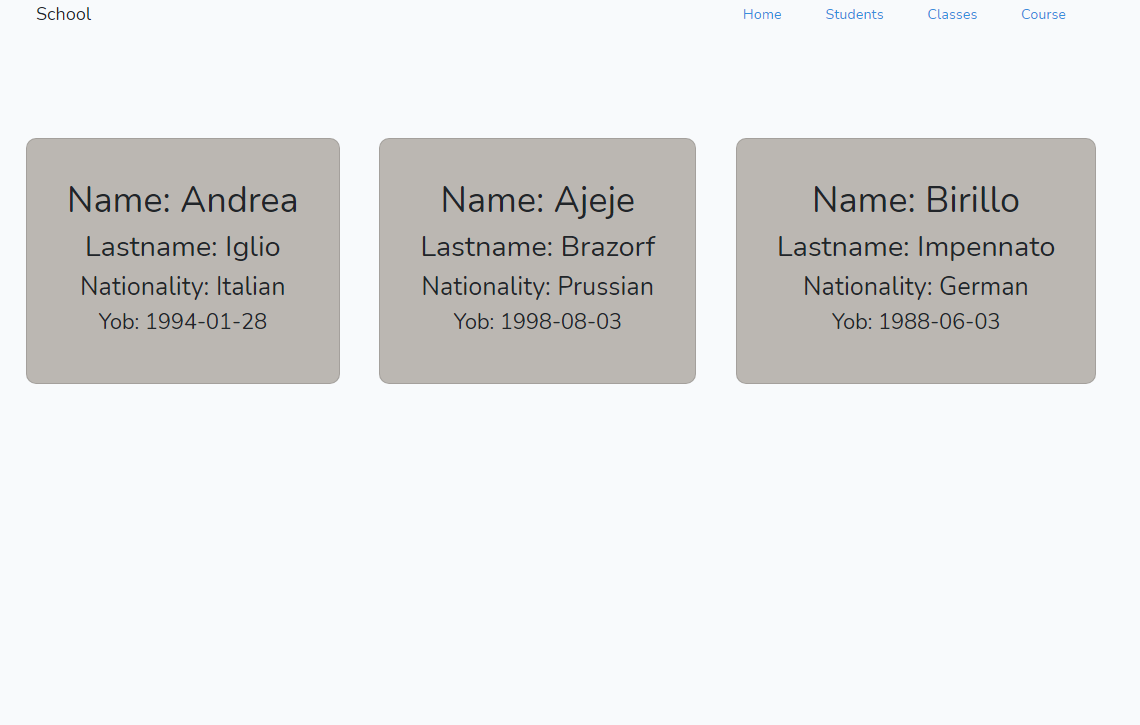 School
Home Students Classes Course
Name: Andrea
Lastname: Iglio
Nationality: Italian
Yob: 1994-01-28
Name: Ajeje
Lastname: Brazorf
Nationality: Prussian
Yob: 1998-08-03
Name: Birillo
Lastname: Impennato
Nationality: German
Yob: 1988-06-03